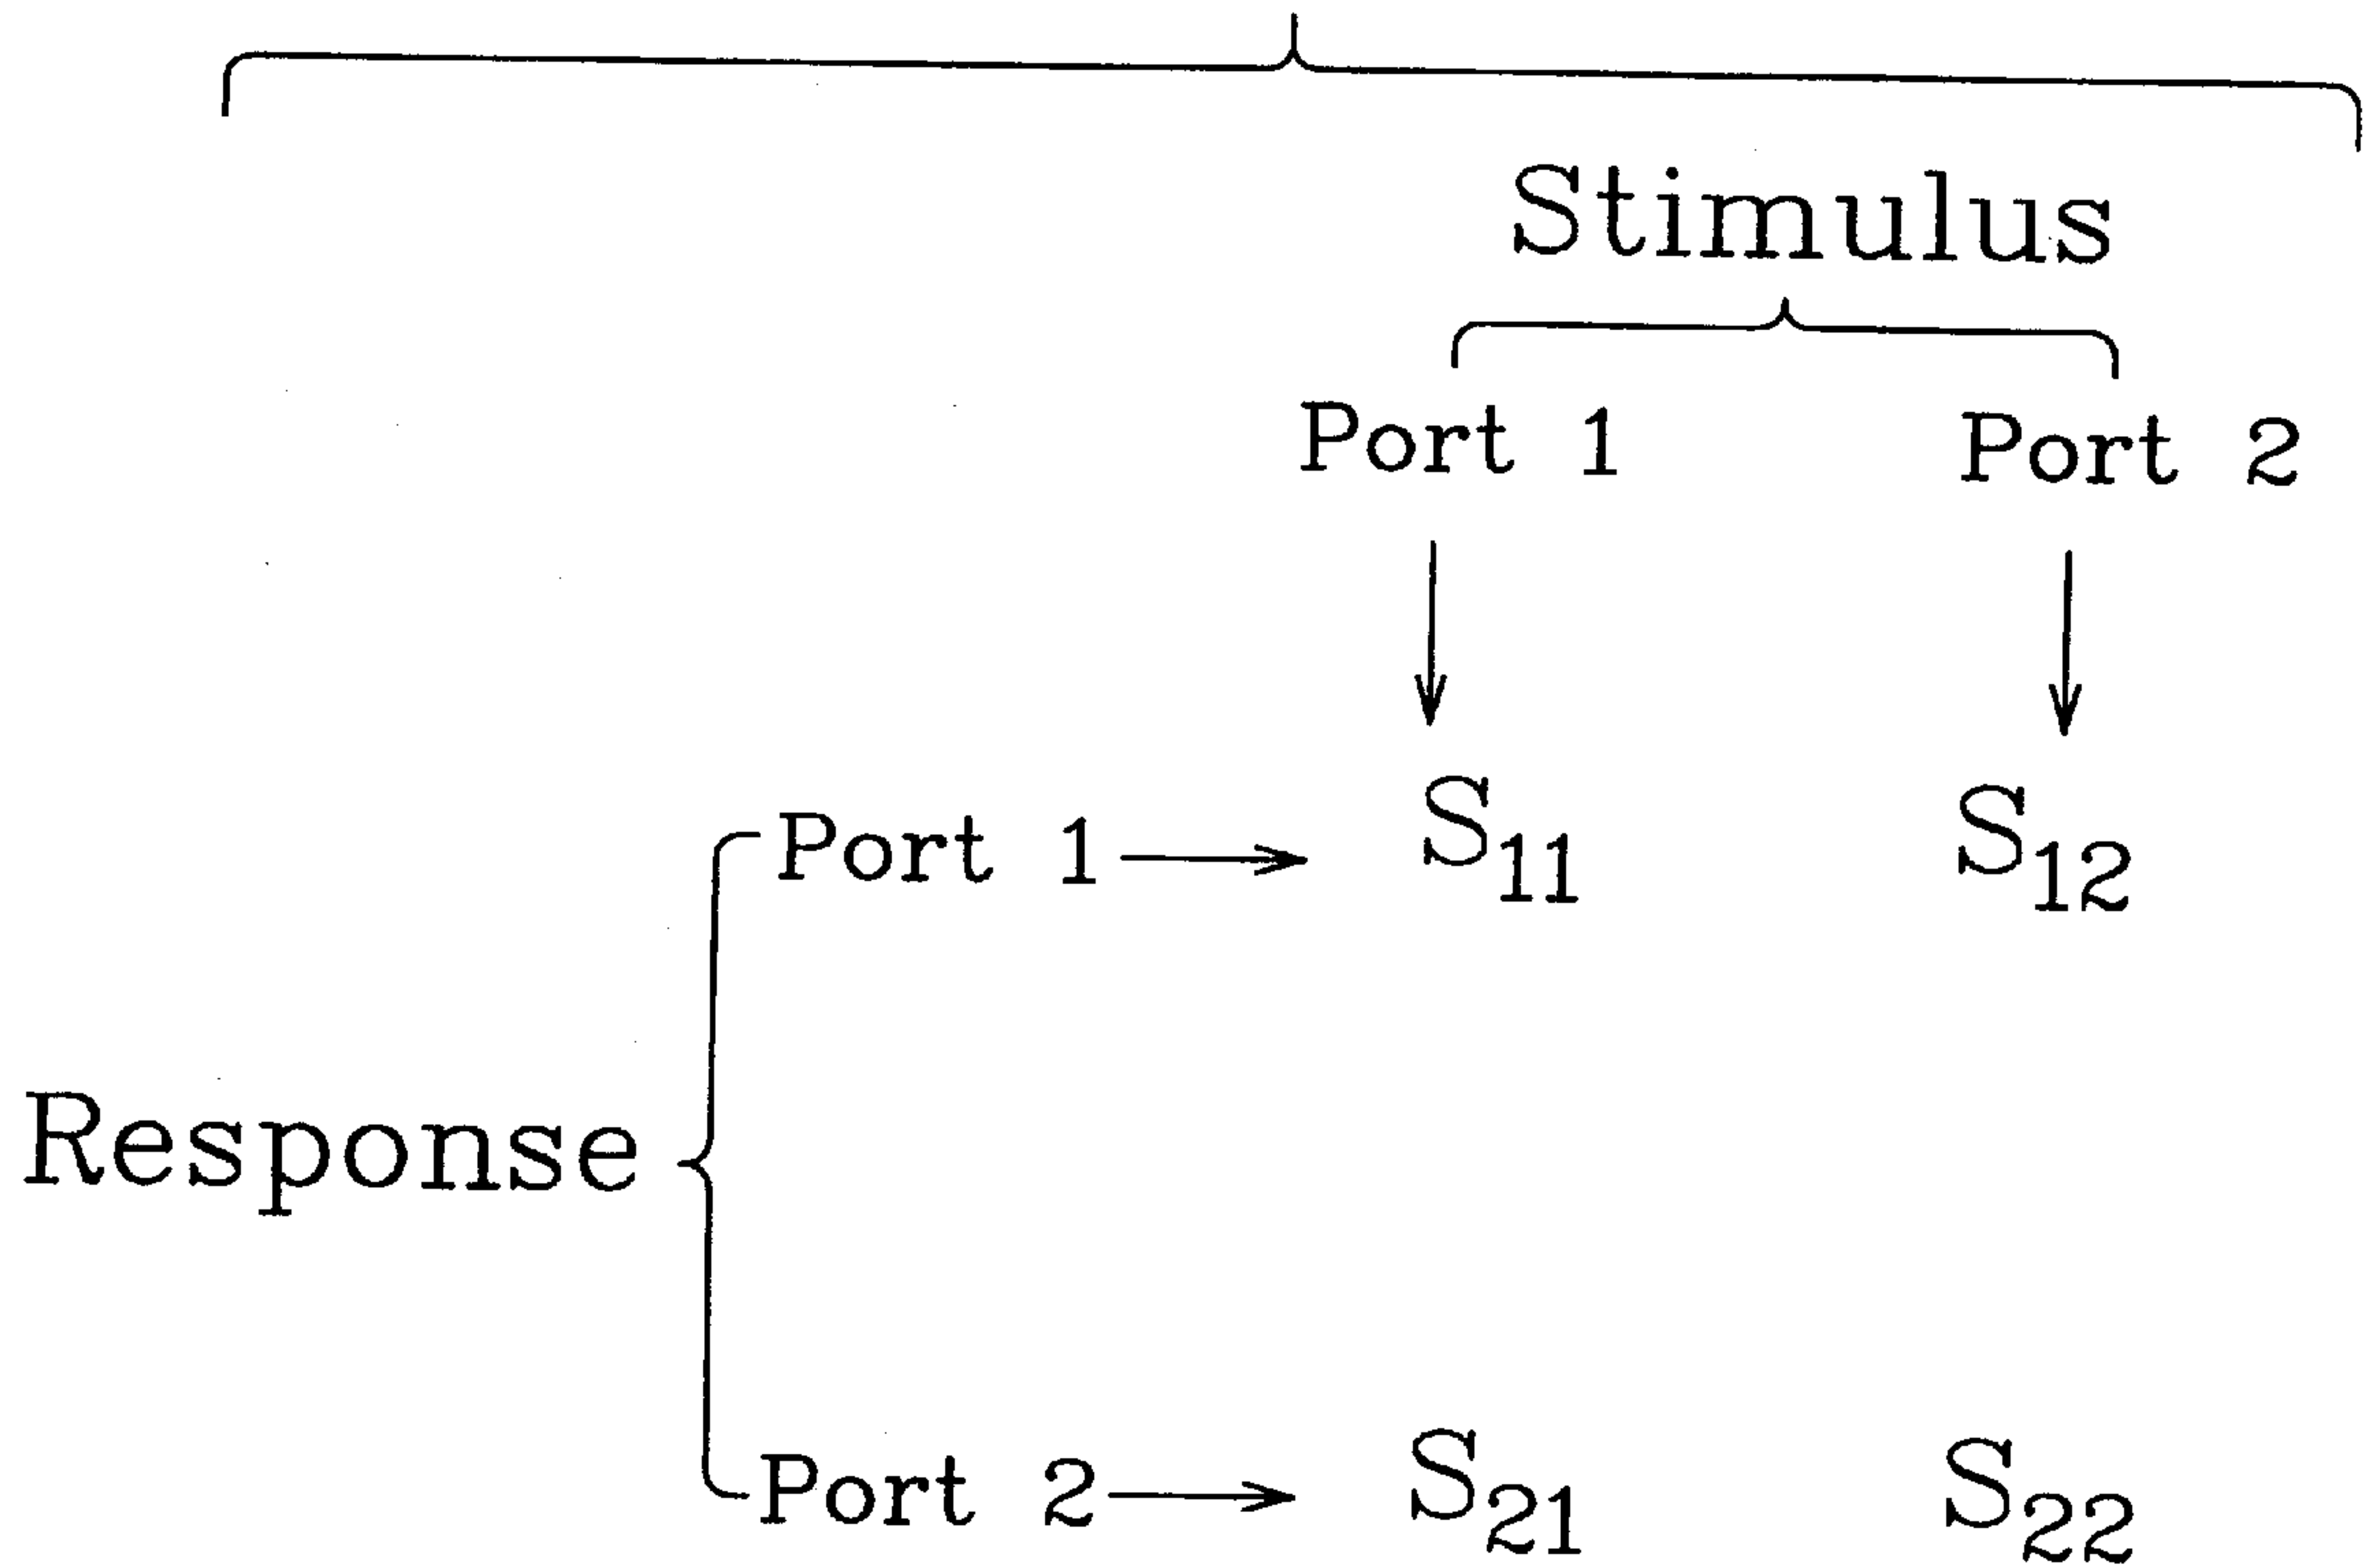 Stimulus
Port 1 Port 2
Port 1 S11 S12
Response
Port 2 S21 S22